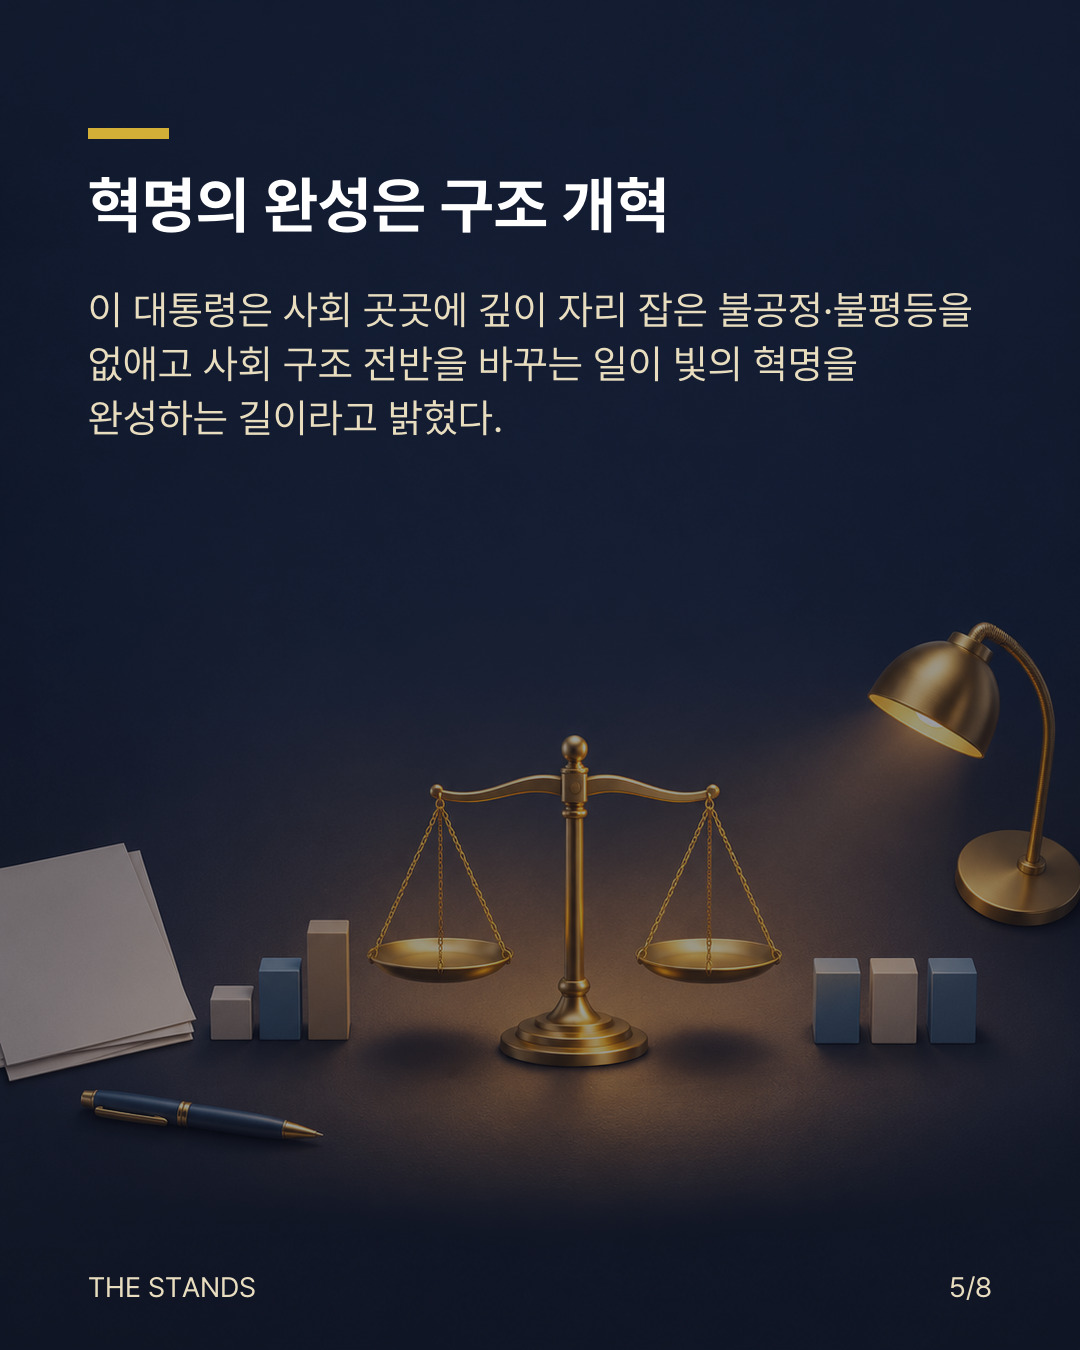 혁명의 완성은 구조 개혁
이 대통령은 사회 곳곳에 깊이 자리 잡은 불공정·불평등을
없애고 사회 구조 전반을 바꾸는 일이 빛의 혁명을
완성하는 길이라고 밝혔다.
THE STANDS
5/8